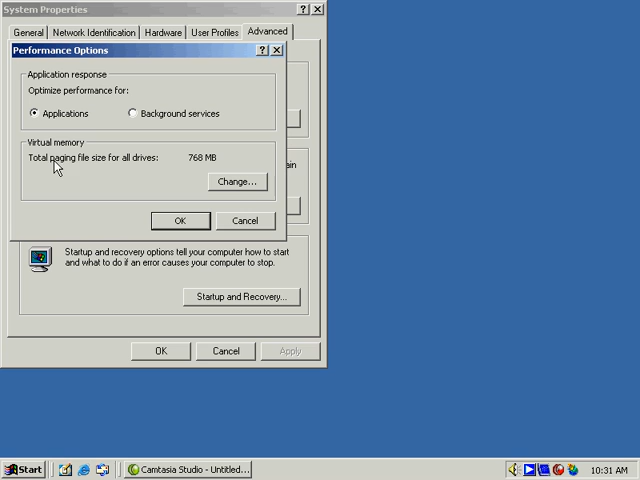 System Properties
General
Network Identification
Hardware
User Profiles
Advanced
Performance Options
Application response
Optimize performance for:
Applications
Background services
Virtual memory
Total paging file size for all drives:
768 MB
ain
Change...
OK
Cancel
Startup and recovery options tell your computer how to start
and what to do if an error causes your computer to stop.
Startup and Recovery...
OK
Cancel
Apply
Start
Camtasia Studio - Untitled...
10:31 AM